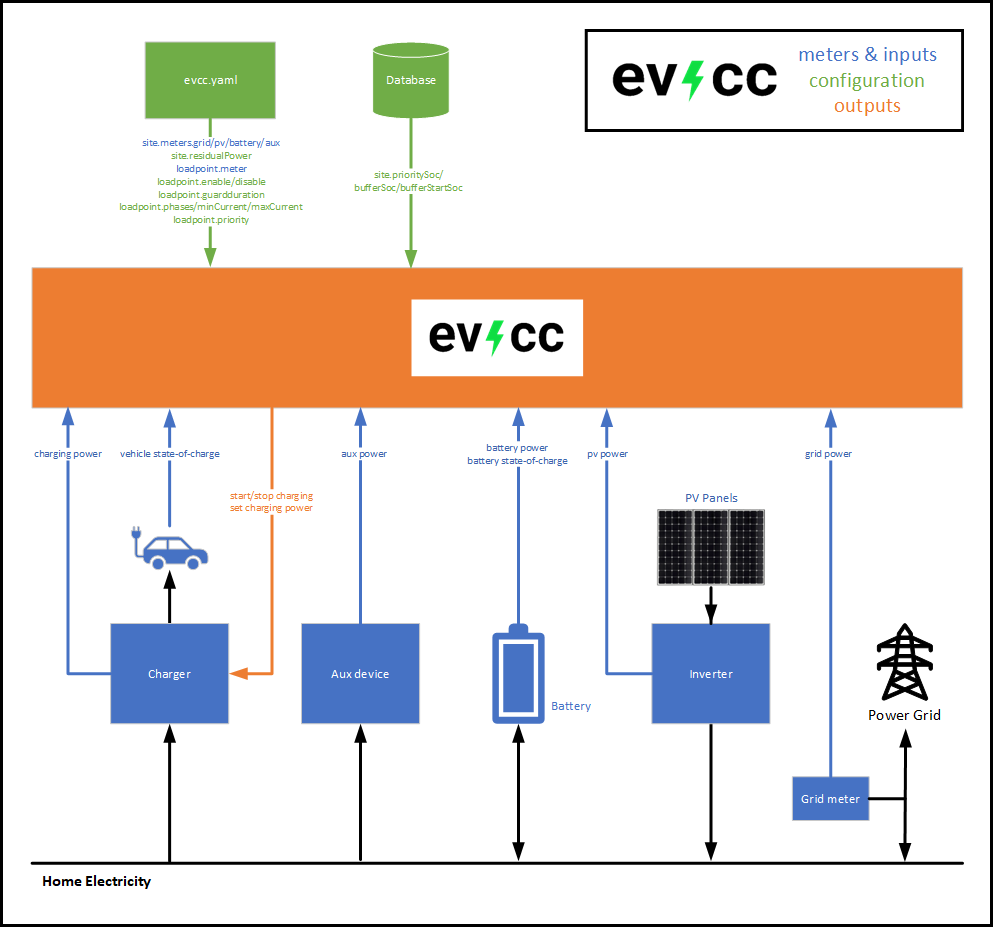 evcc.yaml
Database
evcc
meters & inputs
configuration
outputs
site.meters.grid/pv/battery/aux
site.residualPower
loadpoint.meter
loadpoint.enable/disable
loadpoint.guardduration
loadpoint.phases/minCurrent/maxCurrent
loadpoint.priority
site.prioritySoc/
bufferSoc/bufferStartSoc
evcc
charging power
vehicle state-of-charge
start/stop charging
set charging power
aux power
battery power
battery state-of-charge
pv power
grid power
PV Panels
Charger
Aux device
Battery
Inverter
Power Grid
Grid meter
Home Electricity